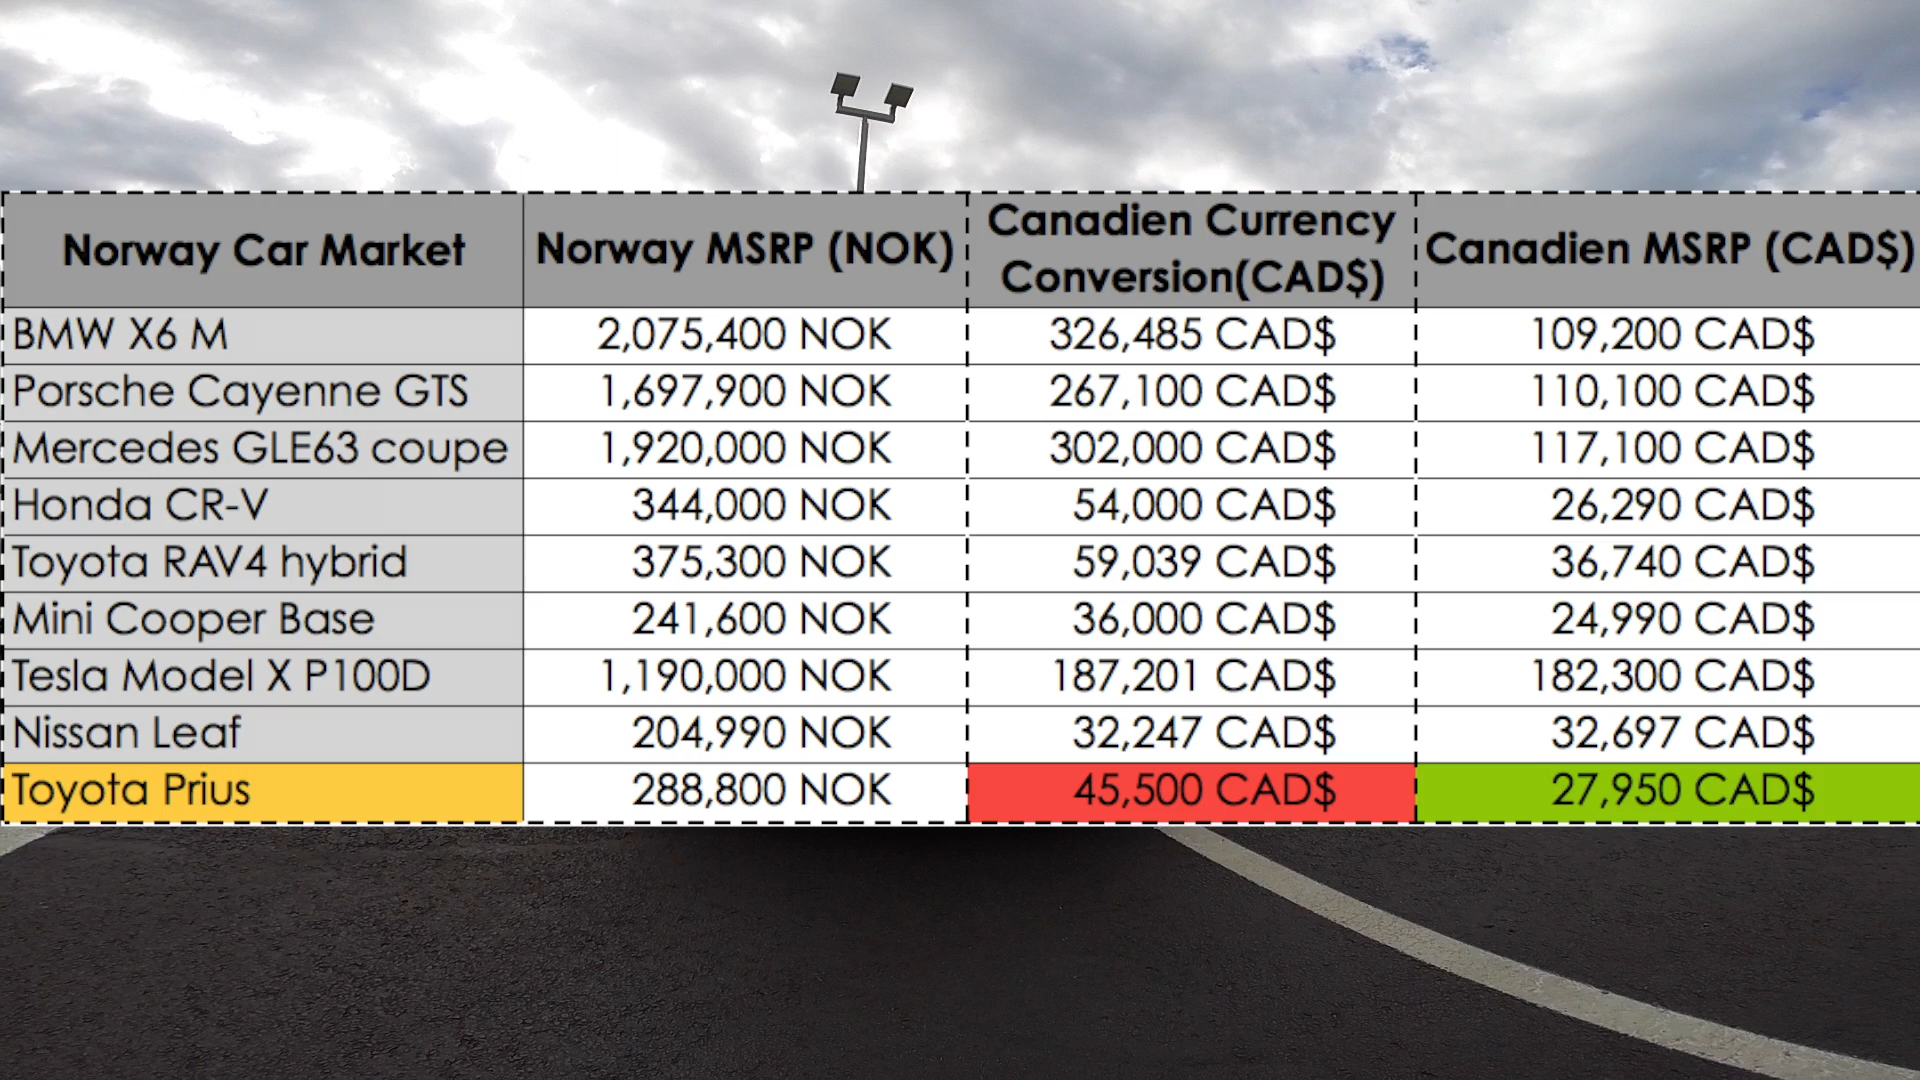 Norway Car Market Norway MSRP (NOK) Canadien Currency Conversion(CAD$) Canadien MSRP (CAD$)
BMW X6 M 2,075,400 NOK 326,485 CAD$ 109,200 CAD$
Porsche Cayenne GTS 1,697,900 NOK 267,100 CAD$ 110,100 CAD$
Mercedes GLE63 coupe 1,920,000 NOK 302,000 CAD$ 117,100 CAD$
Honda CR-V 344,000 NOK 54,000 CAD$ 26,290 CAD$
Toyota RAV4 hybrid 375,300 NOK 59,039 CAD$ 36,740 CAD$
Mini Cooper Base 241,600 NOK 36,000 CAD$ 24,990 CAD$
Tesla Model X P100D 1,190,000 NOK 187,201 CAD$ 182,300 CAD$
Nissan Leaf 204,990 NOK 32,247 CAD$ 32,697 CAD$
Toyota Prius 288,800 NOK 45,500 CAD$ 27,950 CAD$